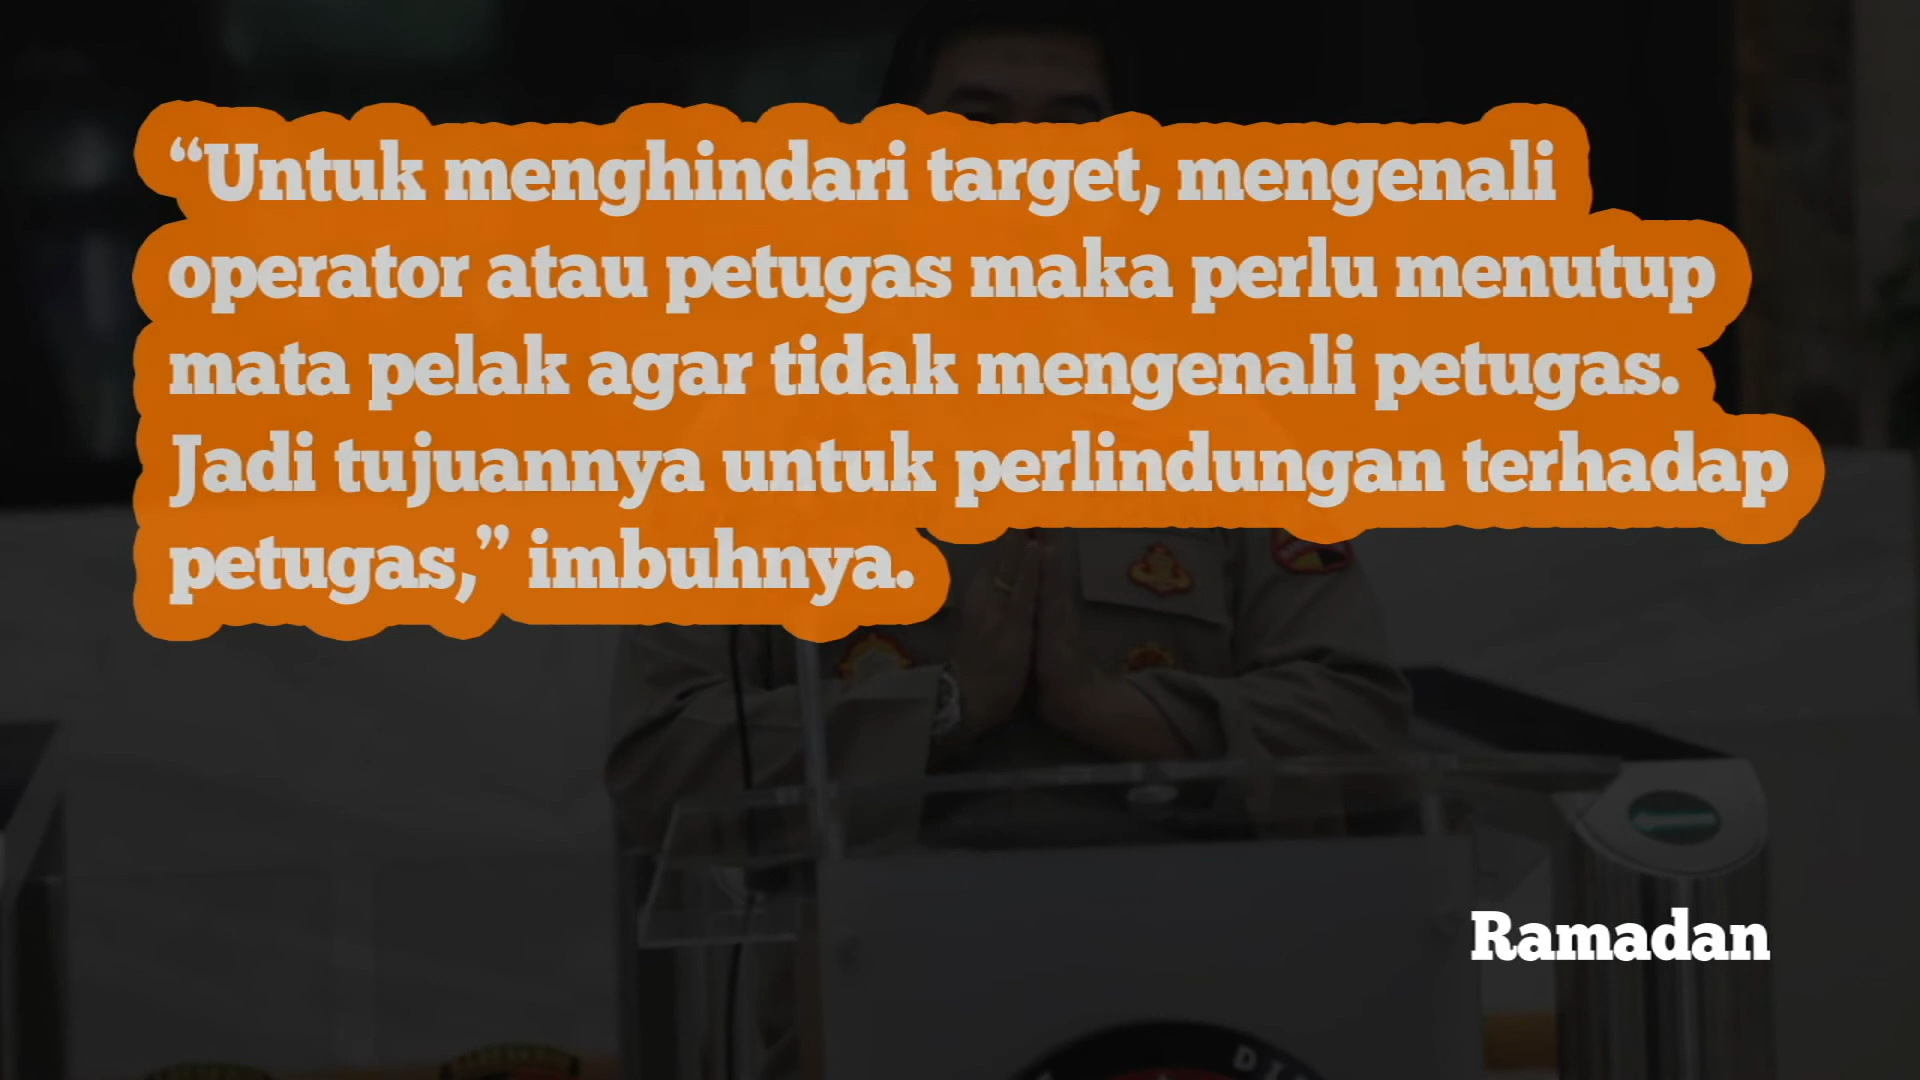 “Untuk menghindari target, mengenali
operator atau petugas maka perlu menutup
mata pelak agar tidak mengenali petugas.
Jadi tujuannya untuk perlindungan terhadap
petugas,” imbuhnya.
Ramadan